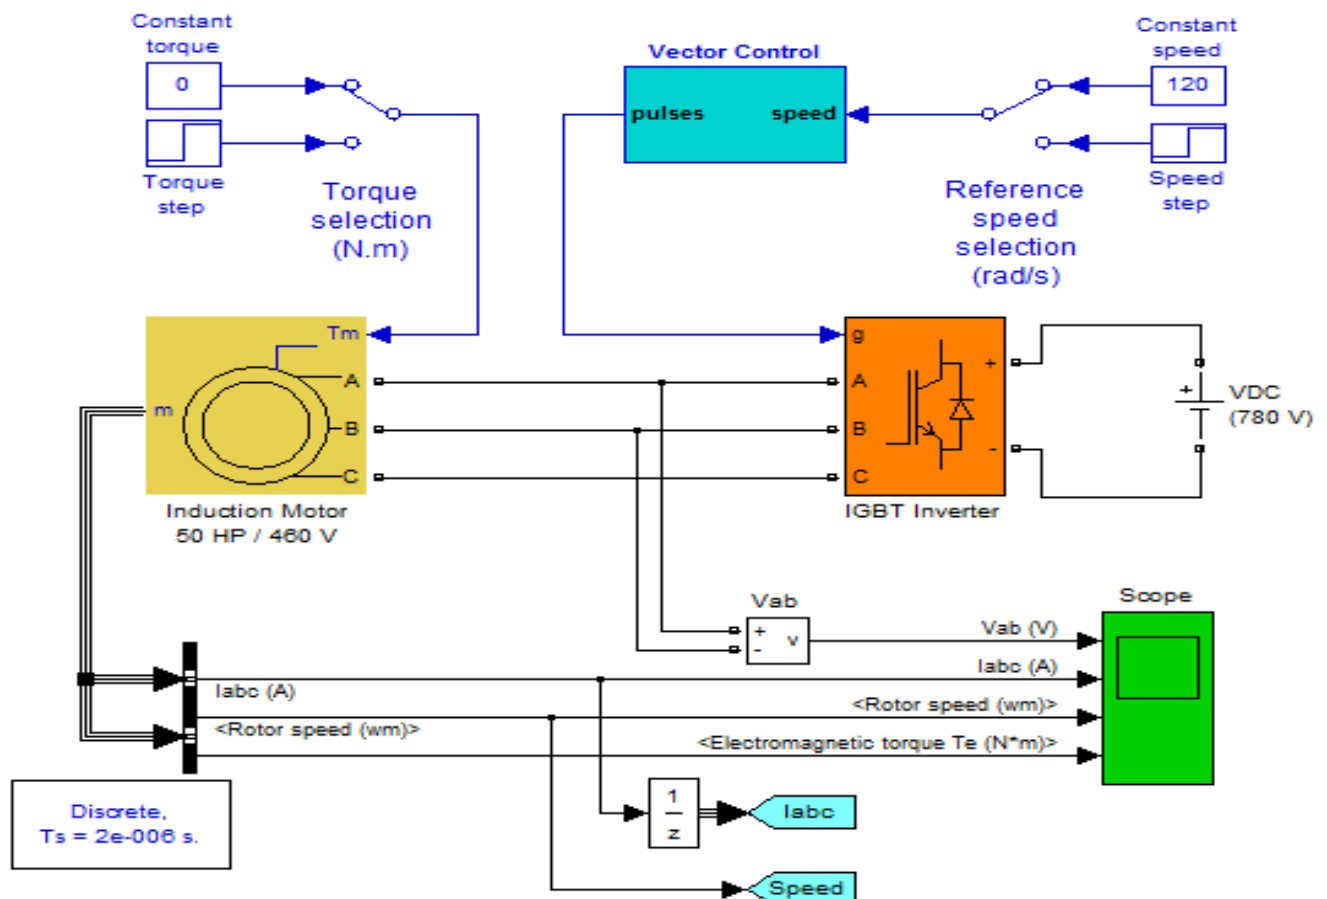 Constant
torque
0
Torque
step
Torque
selection
(N.m)
Vector Control
pulses
speed
Constant
speed
120
Speed
step
Reference
speed
selection
(rad/s)
Tm
A
B
C
m
Induction Motor
50 HP / 460 V
g
A
B
C
+
-
IGBT Inverter
+
VDC
(780 V)
Vab
+
-
v
Scope
Vab (V)
Iabc (A)
<Rotor speed (wm)>
<Electromagnetic torque Te (N*m)>
Iabc (A)
<Rotor speed (wm)>
Discrete,
Ts = 2e-006 s.
1
z
Iabc
Speed